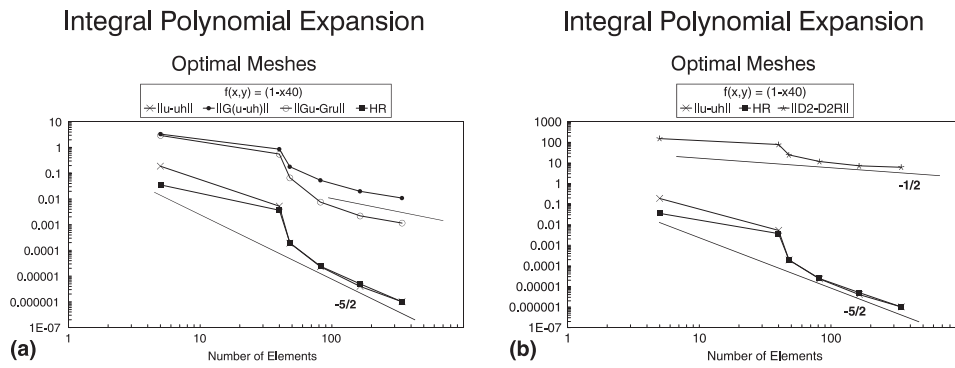 Integral Polynomial Expansion
Optimal Meshes
f(x,y) = (1-x40)
||u-uh|| ||G(u-uh)|| ||Gu-Gru|| HR
10
1
0.1
0.01
0.001
0.0001
0.00001
0.000001
1E-07
-5/2
1 10 100
Number of Elements
(a)
Integral Polynomial Expansion
Optimal Meshes
f(x,y) = (1-x40)
||u-uh|| HR ||D2-D2R||
1000
100
10
1
0.1
0.01
0.001
0.0001
0.00001
0.000001
1E-07
-1/2
-5/2
1 10 100
Number of Elements
(b)